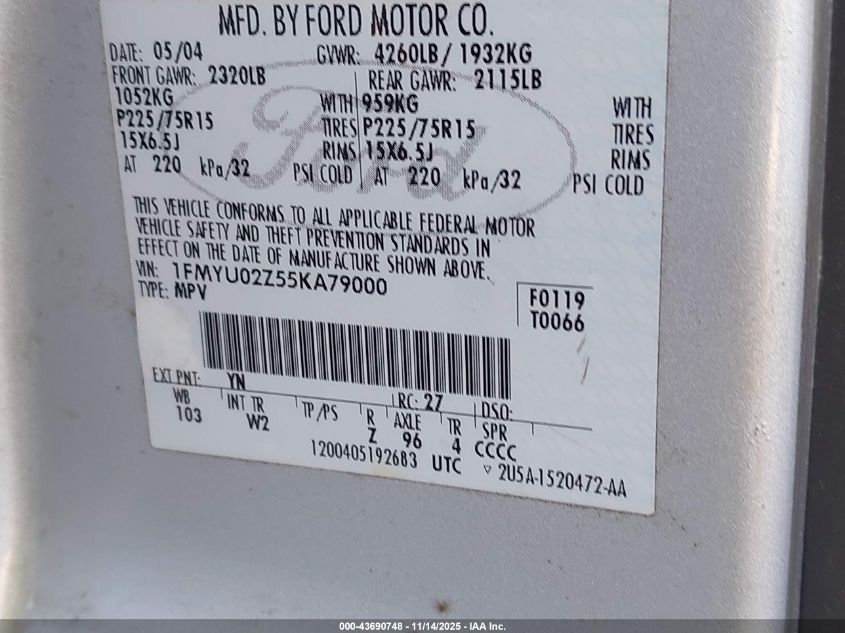 MFD. BY FORD MOTOR CO.
DATE: 05/04 GVWR: 4260LB/ 1932KG
FRONT GAWR: 2320LB REAR GAWR: 2115LB
1052KG WITH 959KG WITH
P225/75R15 TIRES P225/75R15 TIRES
15X6.5J RIMS 15X6.5J RIMS
AT 220 kPa/32 PSI COLD AT 220 kPa/32 PSI COLD
Ford
THIS VEHICLE CONFORMS TO ALL APPLICABLE FEDERAL MOTOR
VEHICLE SAFETY AND THEFT PREVENTION STANDARDS IN
EFFECT ON THE DATE OF MANUFACTURE SHOWN ABOVE.
VIN: 1FMYU02Z55KA79000
TYPE: MPV
F0119
T0066
EXT PNT: YN RC: 27 DSO:
WB INT TR TP/PS R AXLE TR SPR
103 W2 Z 96 4 CCCC
1200405192683 UTC ▽ 2U5A-1520472-AA
000-43690748 - 11/14/2025 - IAA Inc.